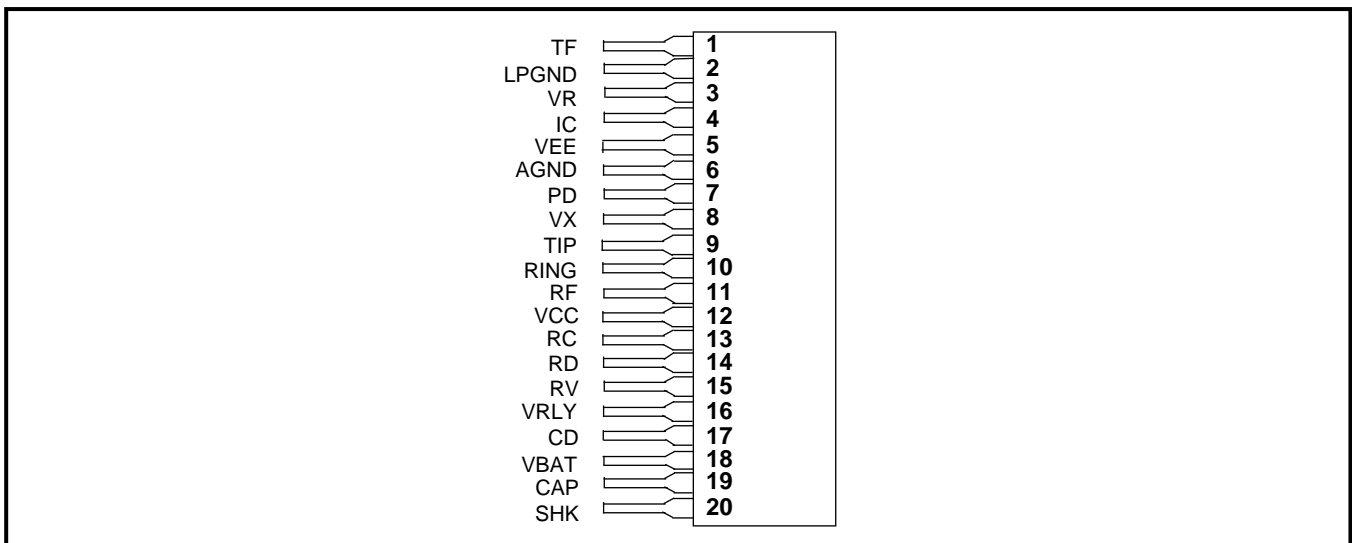 TF 1
LPGND 2
VR 3
IC 4
VEE 5
AGND 6
PD 7
VX 8
TIP 9
RING 10
RF 11
VCC 12
RC 13
RD 14
RV 15
VRLY 16
CD 17
VBAT 18
CAP 19
SHK 20